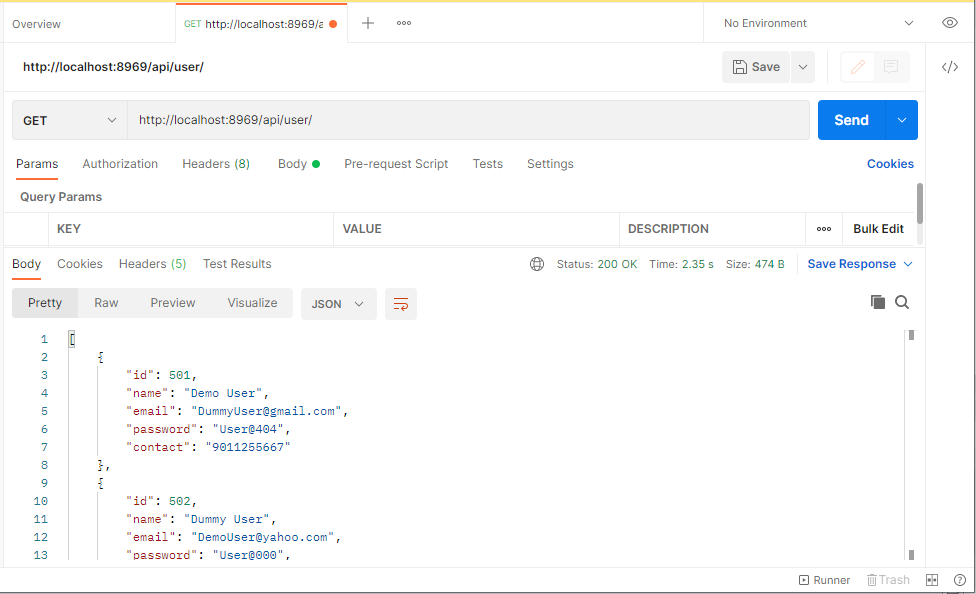 Overview
GET http://localhost:8969/a
No Environment
http://localhost:8969/api/user/
Save
GET
http://localhost:8969/api/user/
Send
Params Authorization Headers (8) Body Pre-request Script Tests Settings Cookies
Query Params
KEY VALUE DESCRIPTION Bulk Edit
Body Cookies Headers (5) Test Results Status: 200 OK Time: 2.35 s Size: 474 B Save Response
Pretty Raw Preview Visualize JSON
1 [
2 {
3 "id": 501,
4 "name": "Demo User",
5 "email": "DummyUser@gmail.com",
6 "password": "User@404",
7 "contact": "9011255667"
8 },
9 {
10 "id": 502,
11 "name": "Dummy User",
12 "email": "DemoUser@yahoo.com",
13 "password": "User@000",
Runner Trash